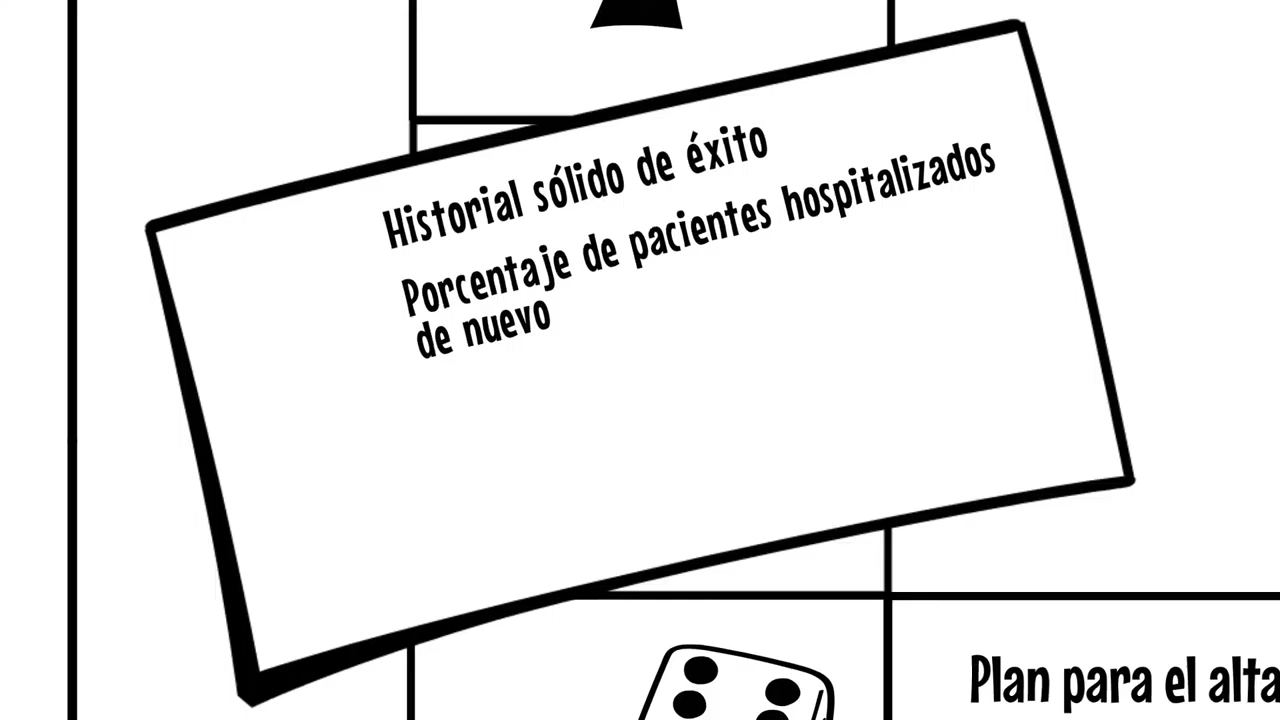 Historial sólido de éxito
Porcentaje de pacientes hospitalizados
de nuevo
Plan para el alta